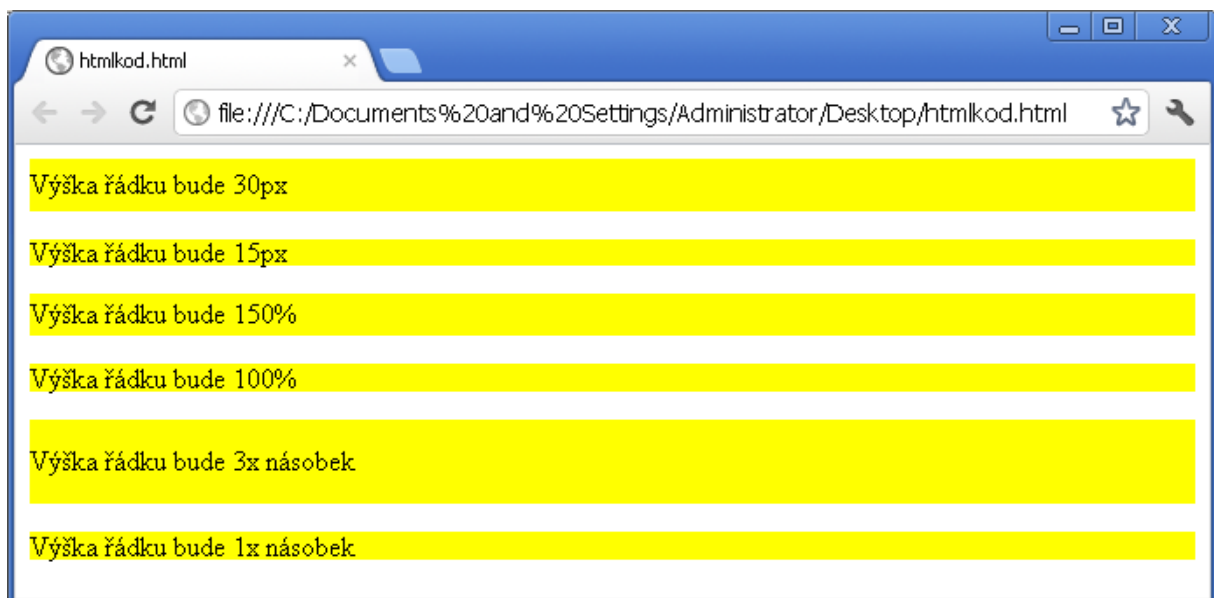 htmlkod.html
file:///C:/Documents%20and%20Settings/Administrator/Desktop/htmlkod.html
Výška řádku bude 30px
Výška řádku bude 15px
Výška řádku bude 150%
Výška řádku bude 100%
Výška řádku bude 3x násobek
Výška řádku bude 1x násobek